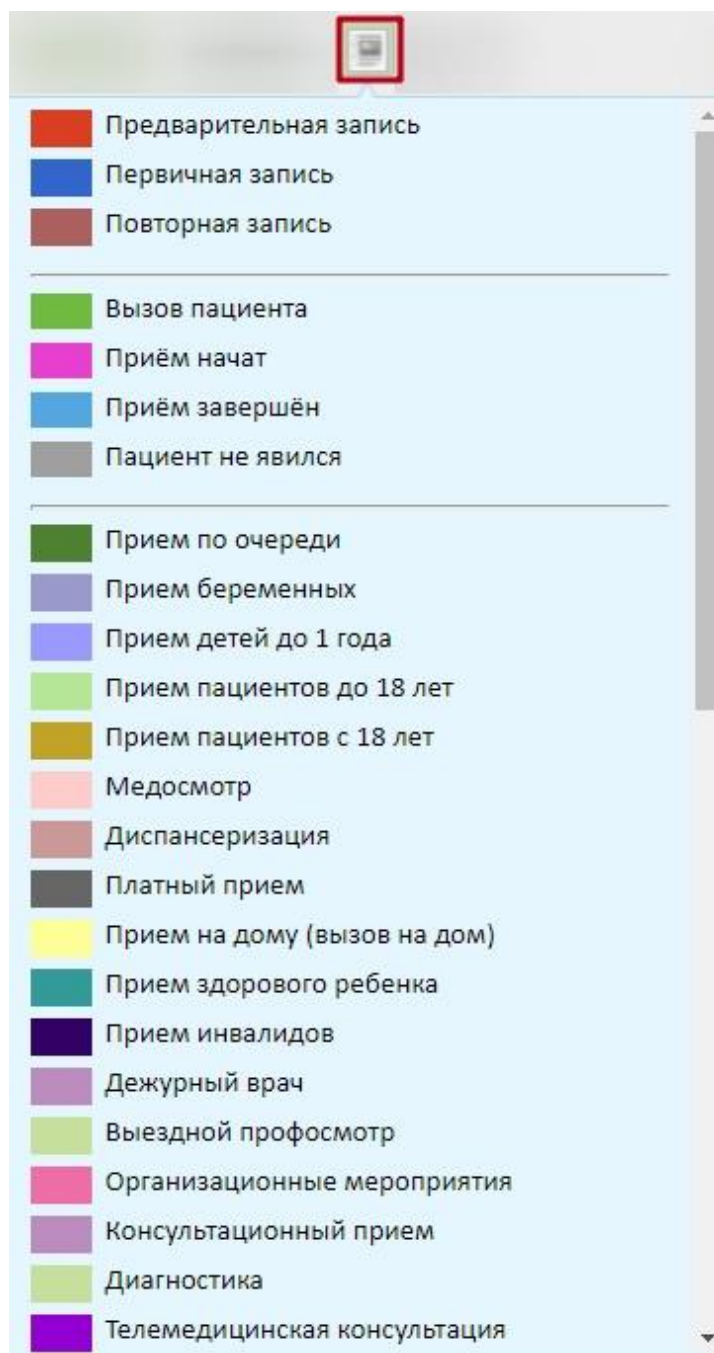 Предварительная запись
Первичная запись
Повторная запись
Вызов пациента
Приём начат
Приём завершён
Пациент не явился
Прием по очереди
Прием беременных
Прием детей до 1 года
Прием пациентов до 18 лет
Прием пациентов с 18 лет
Медосмотр
Диспансеризация
Платный прием
Прием на дому (вызов на дом)
Прием здорового ребенка
Прием инвалидов
Дежурный врач
Выездной профосмотр
Организационные мероприятия
Консультационный прием
Диагностика
Телемедицинская консультация